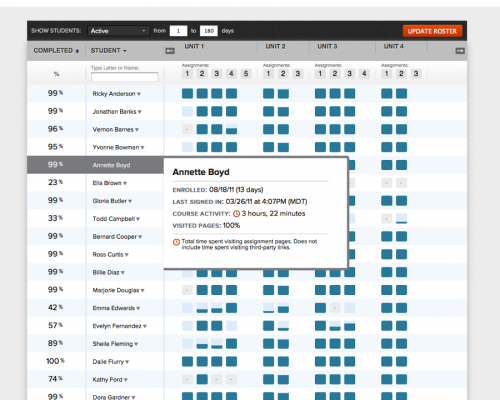 SHOW STUDENTS: Active from 1 to 180 days UPDATE ROSTER
COMPLETED STUDENT UNIT 1 UNIT 2 UNIT 3 UNIT 4
% Type Letter or Name: Assignments: Assignments: Assignments: Assignments:
1 2 3 4 5 1 2 3 1 2 3 4 1 2 3
99% Ricky Anderson
99% Jonathan Banks
96% Vernon Barnes
95% Yvonne Bowman
99% Annette Boyd
23% Ella Brown
99% Gloria Butler
33% Todd Campbell
99% Bernard Cooper
99% Ross Curtis
99% Billie Diaz
99% Marjorie Douglas
42% Emma Edwards
57% Evelyn Fernandez
89% Sheila Fleming
100% Daile Flurry
74% Kathy Ford
99% Dora Gardner
Annette Boyd
ENROLLED: 08/18/11 (13 days)
LAST SIGNED IN: 03/26/11 at 4:07PM (MDT)
COURSE ACTIVITY: 3 hours, 22 minutes
VISITED PAGES: 100%
Total time spent visiting assignment pages. Does not
include time spent visiting third-party links.